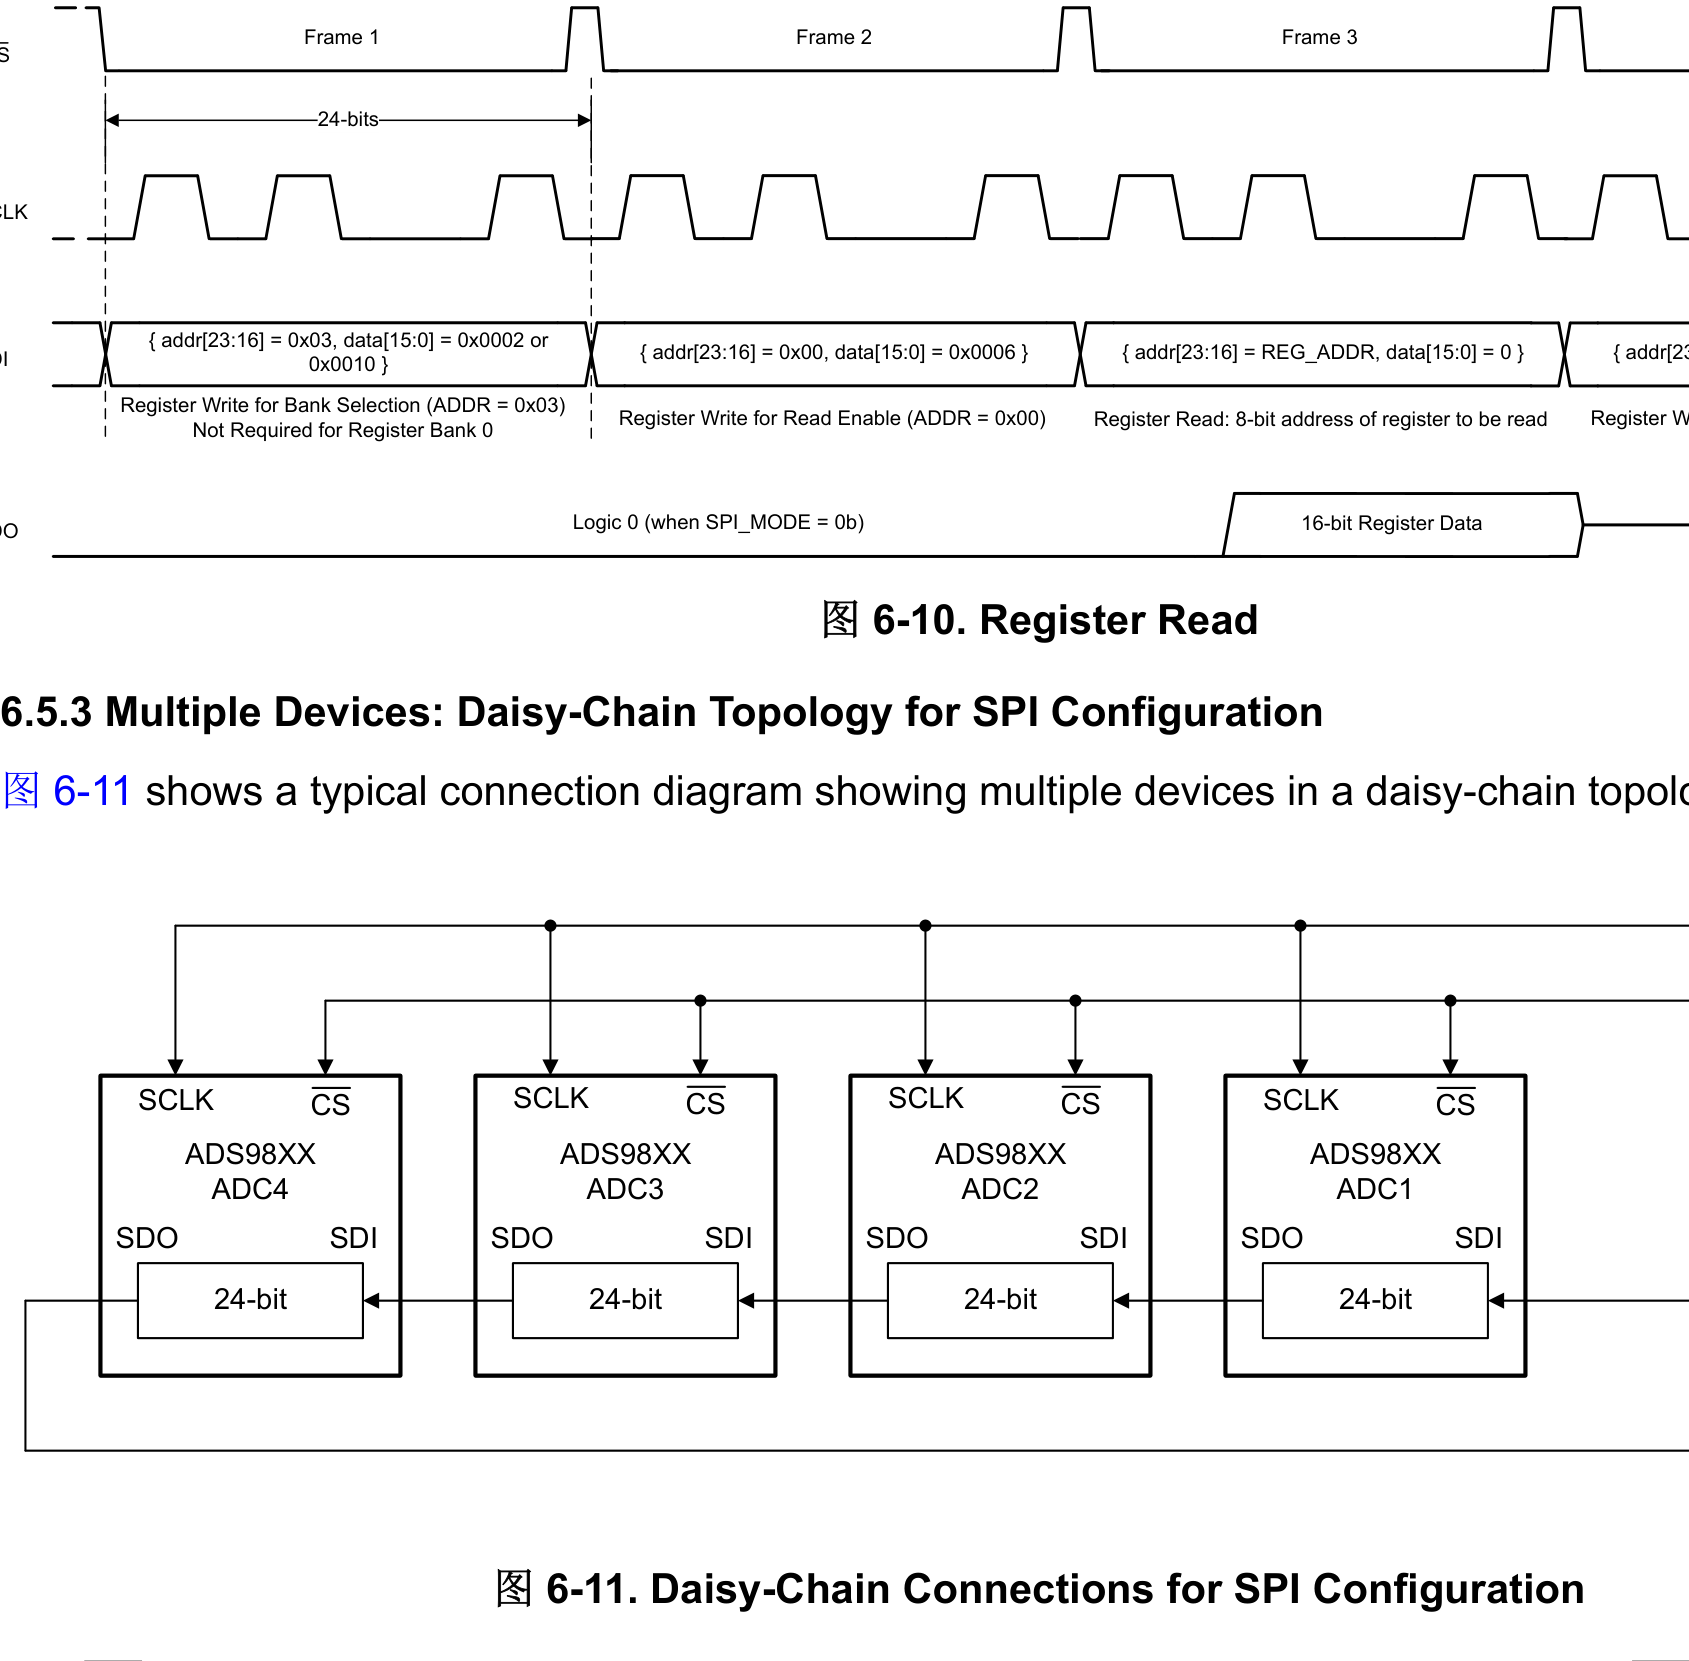 S
Frame 1
Frame 2
Frame 3
24-bits
CLK
DI
{ addr[23:16] = 0x03, data[15:0] = 0x0002 or
0x0010 }
{ addr[23:16] = 0x00, data[15:0] = 0x0006 }
{ addr[23:16] = REG_ADDR, data[15:0] = 0 }
{ addr[23
Register Write for Bank Selection (ADDR = 0x03)
Not Required for Register Bank 0
Register Write for Read Enable (ADDR = 0x00)
Register Read: 8-bit address of register to be read
Register W
DO
Logic 0 (when SPI_MODE = 0b)
16-bit Register Data
图 6-10. Register Read
6.5.3 Multiple Devices: Daisy-Chain Topology for SPI Configuration
图 6-11 shows a typical connection diagram showing multiple devices in a daisy-chain topolo
SCLK
CS
ADS98XX
ADC4
SDO
SDI
24-bit
SCLK
CS
ADS98XX
ADC3
SDO
SDI
24-bit
SCLK
CS
ADS98XX
ADC2
SDO
SDI
24-bit
SCLK
CS
ADS98XX
ADC1
SDO
SDI
24-bit
图 6-11. Daisy-Chain Connections for SPI Configuration